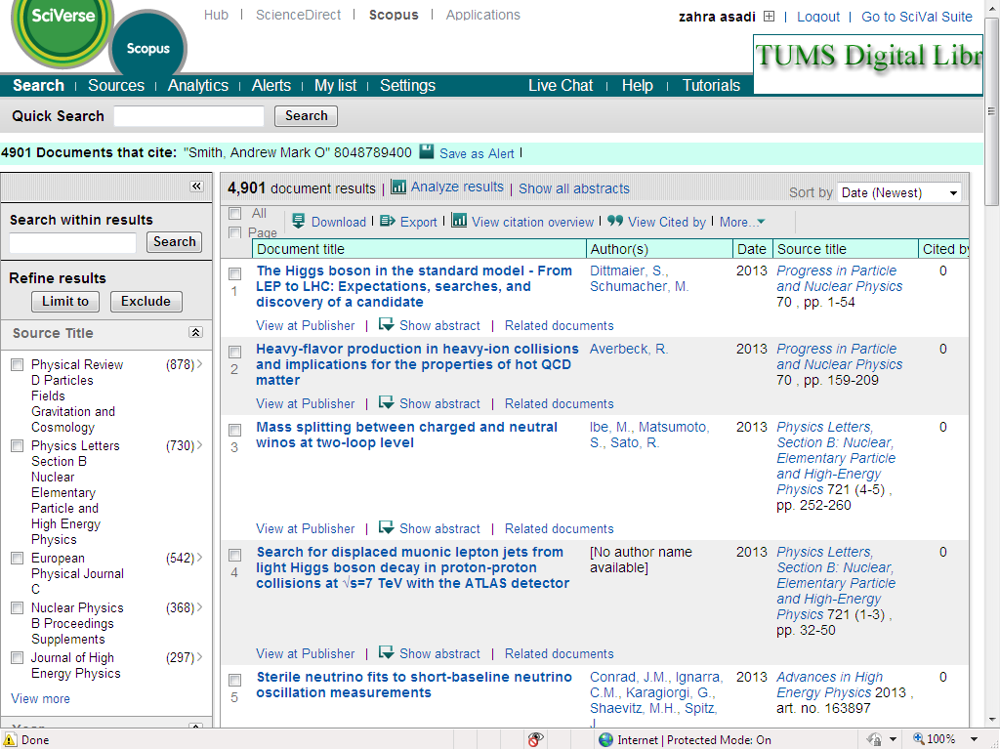 SciVerse
Hub | ScienceDirect | Scopus | Applications
zahra asadi | Logout | Go to SciVal Suite
Scopus
TUMS Digital Libr
Search | Sources | Analytics | Alerts | My list | Settings
Live Chat | Help | Tutorials
Quick Search Search
4901 Documents that cite: "Smith, Andrew Mark O" 8048789400 Save as Alert |
«
4,901 document results | Analyze results | Show all abstracts
Sort by Date (Newest)
Search within results
Search
Refine results
Limit to Exclude
Source Title
Physical Review (878)
D Particles
Fields
Gravitation and
Cosmology
Physics Letters (730)
Section B
Nuclear
Elementary
Particle and
High Energy
Physics
European (542)
Physical Journal
C
Nuclear Physics (368)
B Proceedings
Supplements
Journal of High (297)
Energy Physics
View more
Year
All
Page
Download | Export | View citation overview | View Cited by | More...
Document title Author(s) Date Source title Cited by
1
The Higgs boson in the standard model - From
LEP to LHC: Expectations, searches, and
discovery of a candidate
Dittmaier, S.,
Schumacher, M.
2013
Progress in Particle
and Nuclear Physics
70 , pp. 1-54
0
View at Publisher | Show abstract | Related documents
2
Heavy-flavor production in heavy-ion collisions
and implications for the properties of hot QCD
matter
Averbeck, R.
2013
Progress in Particle
and Nuclear Physics
70 , pp. 159-209
0
View at Publisher | Show abstract | Related documents
3
Mass splitting between charged and neutral
winos at two-loop level
Ibe, M., Matsumoto,
S., Sato, R.
2013
Physics Letters,
Section B: Nuclear,
Elementary Particle
and High-Energy
Physics 721 (4-5) ,
pp. 252-260
0
View at Publisher | Show abstract | Related documents
4
Search for displaced muonic lepton jets from
light Higgs boson decay in proton-proton
collisions at √s=7 TeV with the ATLAS detector
[No author name
available]
2013
Physics Letters,
Section B: Nuclear,
Elementary Particle
and High-Energy
Physics 721 (1-3) ,
pp. 32-50
0
View at Publisher | Show abstract | Related documents
5
Sterile neutrino fits to short-baseline neutrino
oscillation measurements
Conrad, J.M., Ignarra,
C.M., Karagiorgi, G.,
Shaevitz, M.H., Spitz,
2013
Advances in High
Energy Physics 2013 ,
art. no. 163897
0
Done
Internet | Protected Mode: On
100%